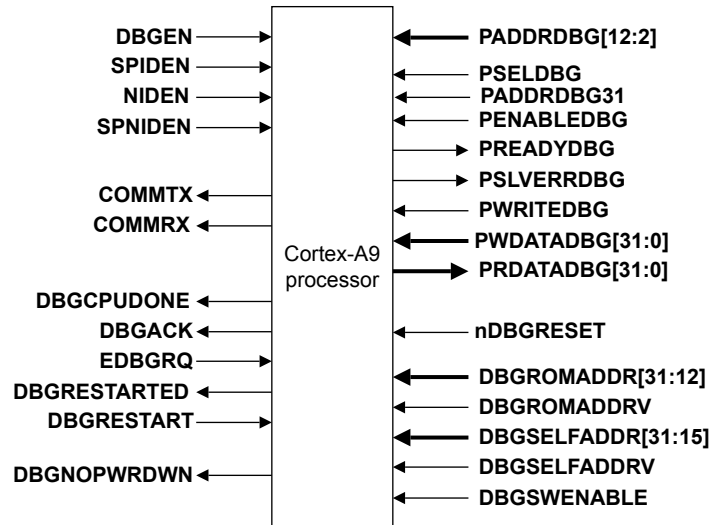 DBGEN
SPIDEN
NIDEN
SPNIDEN
COMMTX
COMMRX
DBGCPUDONE
DBGACK
EDBGRQ
DBGRESTARTED
DBGRESTART
DBGNOPWRDWN
Cortex-A9
processor
PADDRDBG[12:2]
PSELDBG
PADDRDBG31
PENABLEDBG
PREADYDBG
PSLVERRDBG
PWRITEDBG
PWDATADBG[31:0]
PRDATADBG[31:0]
nDBGRESET
DBGROMADDR[31:12]
DBGROMADDRV
DBGSELFADDR[31:15]
DBGSELFADDRV
DBGSWENABLE